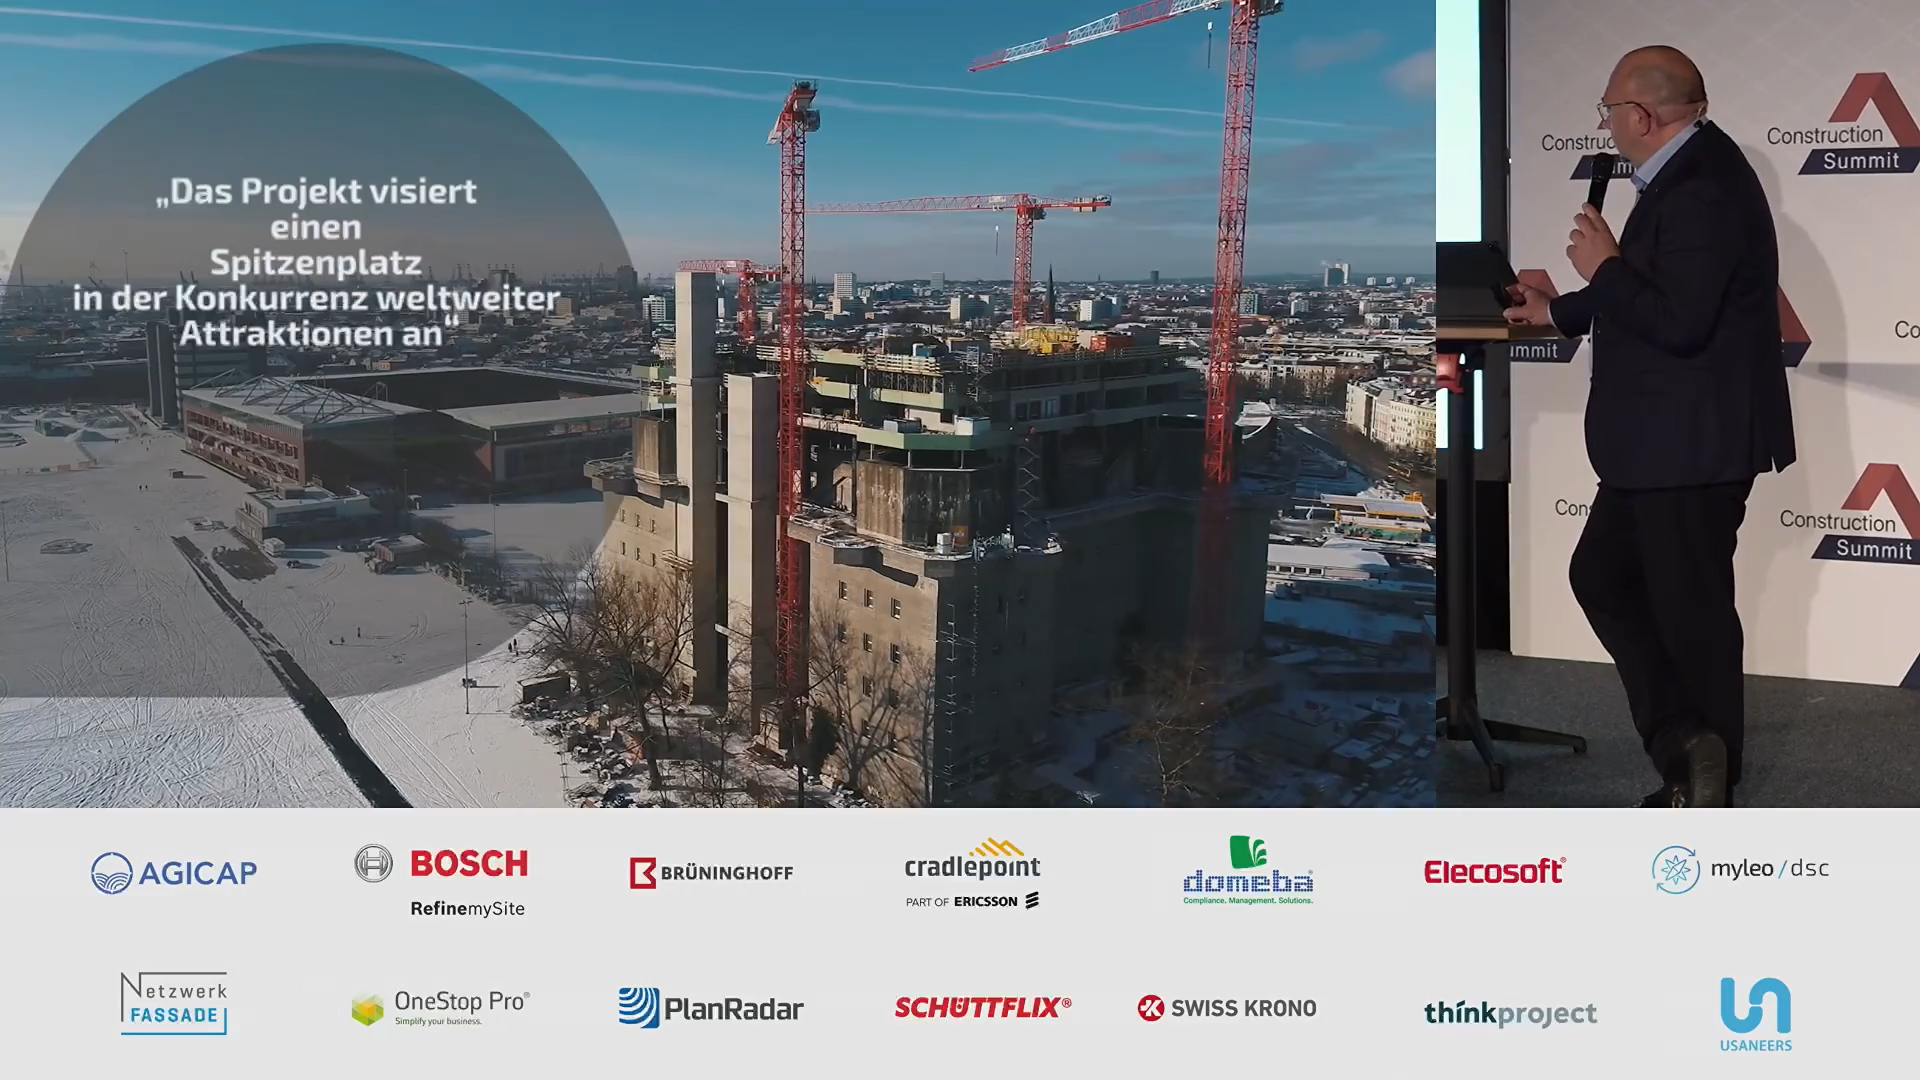 „Das Projekt visiert
einen
Spitzenplatz
in der Konkurrenz weltweiter
Attraktionen an“
Construction
Summit
Construction
Summit
AGICAP
BOSCH
RefinemySite
BRÜNINGHOFF
cradlepoint
PART OF ERICSSON
domeba
Compliance. Management. Solutions.
Elecosoft®
myleo / dsc
Netzwerk
FASSADE
OneStop Pro®
Simplify your business.
PlanRadar
SCHÜTTFLIX®
SWISS KRONO
thinkproject
USANEERS